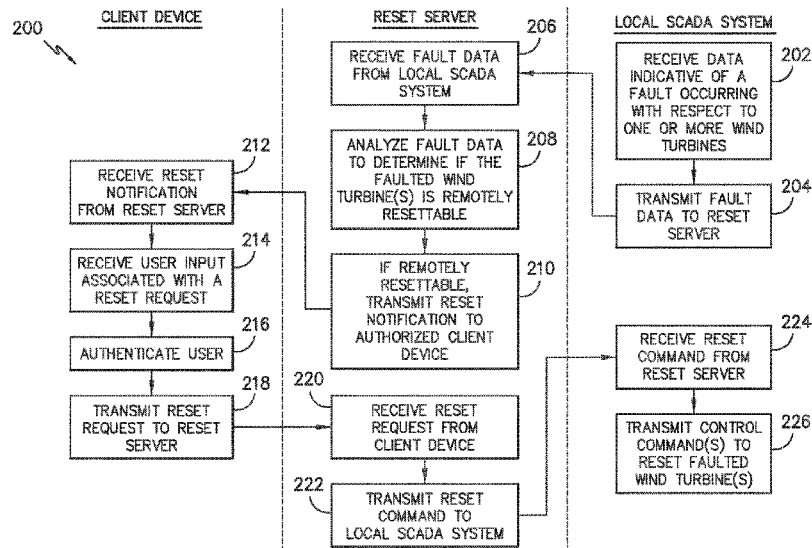 200
CLIENT DEVICE
212
RECEIVE RESET
NOTIFICATION
FROM RESET SERVER
214
RECEIVE USER INPUT
ASSOCIATED WITH A
RESET REQUEST
216
AUTHENTICATE USER
218
TRANSMIT RESET
REQUEST TO RESET
SERVER
RESET SERVER
206
RECEIVE FAULT DATA
FROM LOCAL SCADA
SYSTEM
208
ANALYZE FAULT DATA
TO DETERMINE IF THE
FAULTED WIND
TURBINE(S) IS REMOTELY
RESETTABLE
210
IF REMOTELY
RESETTABLE,
TRANSMIT RESET
NOTIFICATION TO
AUTHORIZED CLIENT
DEVICE
220
RECEIVE RESET
REQUEST FROM
CLIENT DEVICE
222
TRANSMIT RESET
COMMAND TO
LOCAL SCADA SYSTEM
LOCAL SCADA SYSTEM
202
RECEIVE DATA
INDICATIVE OF A
FAULT OCCURRING
WITH RESPECT TO
ONE OR MORE WIND
TURBINES
204
TRANSMIT FAULT
DATA TO RESET
SERVER
224
RECEIVE RESET
COMMAND FROM
RESET SERVER
226
TRANSMIT CONTROL
COMMAND(S) TO
RESET FAULTED
WIND TURBINE(S)